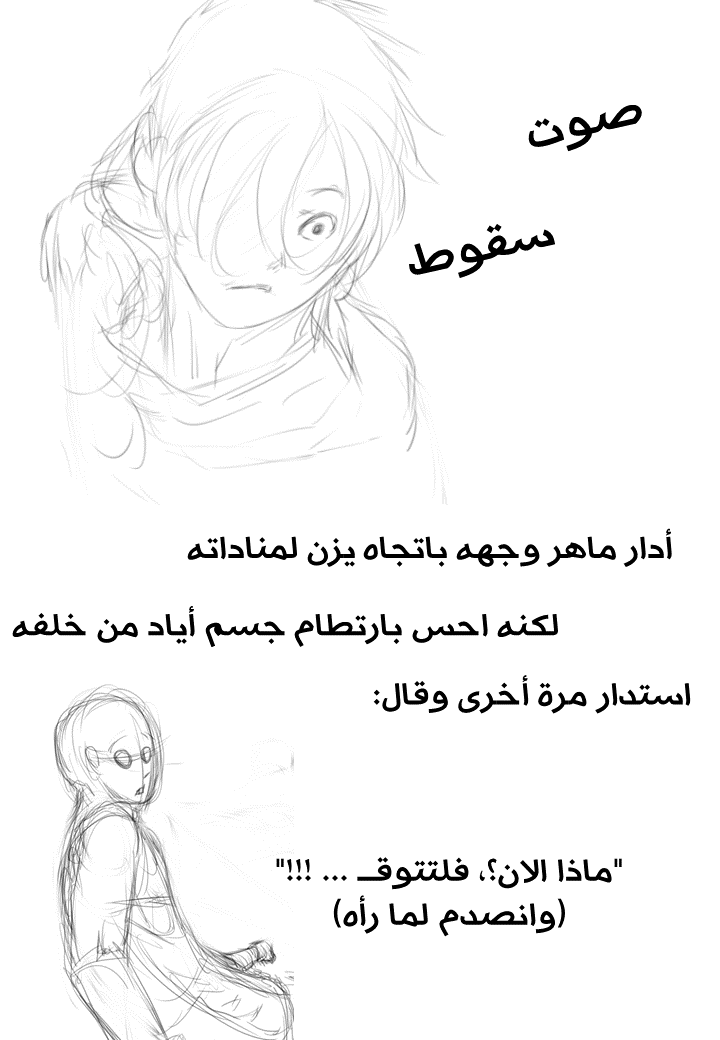 صوت
سقوط
أدار ماهر وجهه باتجاه يزن لمناداته
لكنه احس بارتطام جسم أياد من خلفه
استدار مرة أخرى وقال:
"ماذا الان؟، فلتتوقـ ... !!!"
(وانصدم لما رأه)